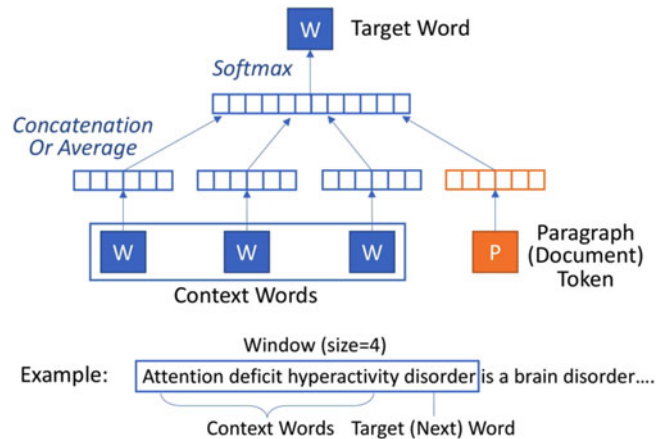 W Target Word
Softmax
Concatenation
Or Average
W W W P
Paragraph
(Document)
Token
Context Words
Window (size=4)
Example: Attention deficit hyperactivity disorder is a brain disorder....
Context Words Target (Next) Word